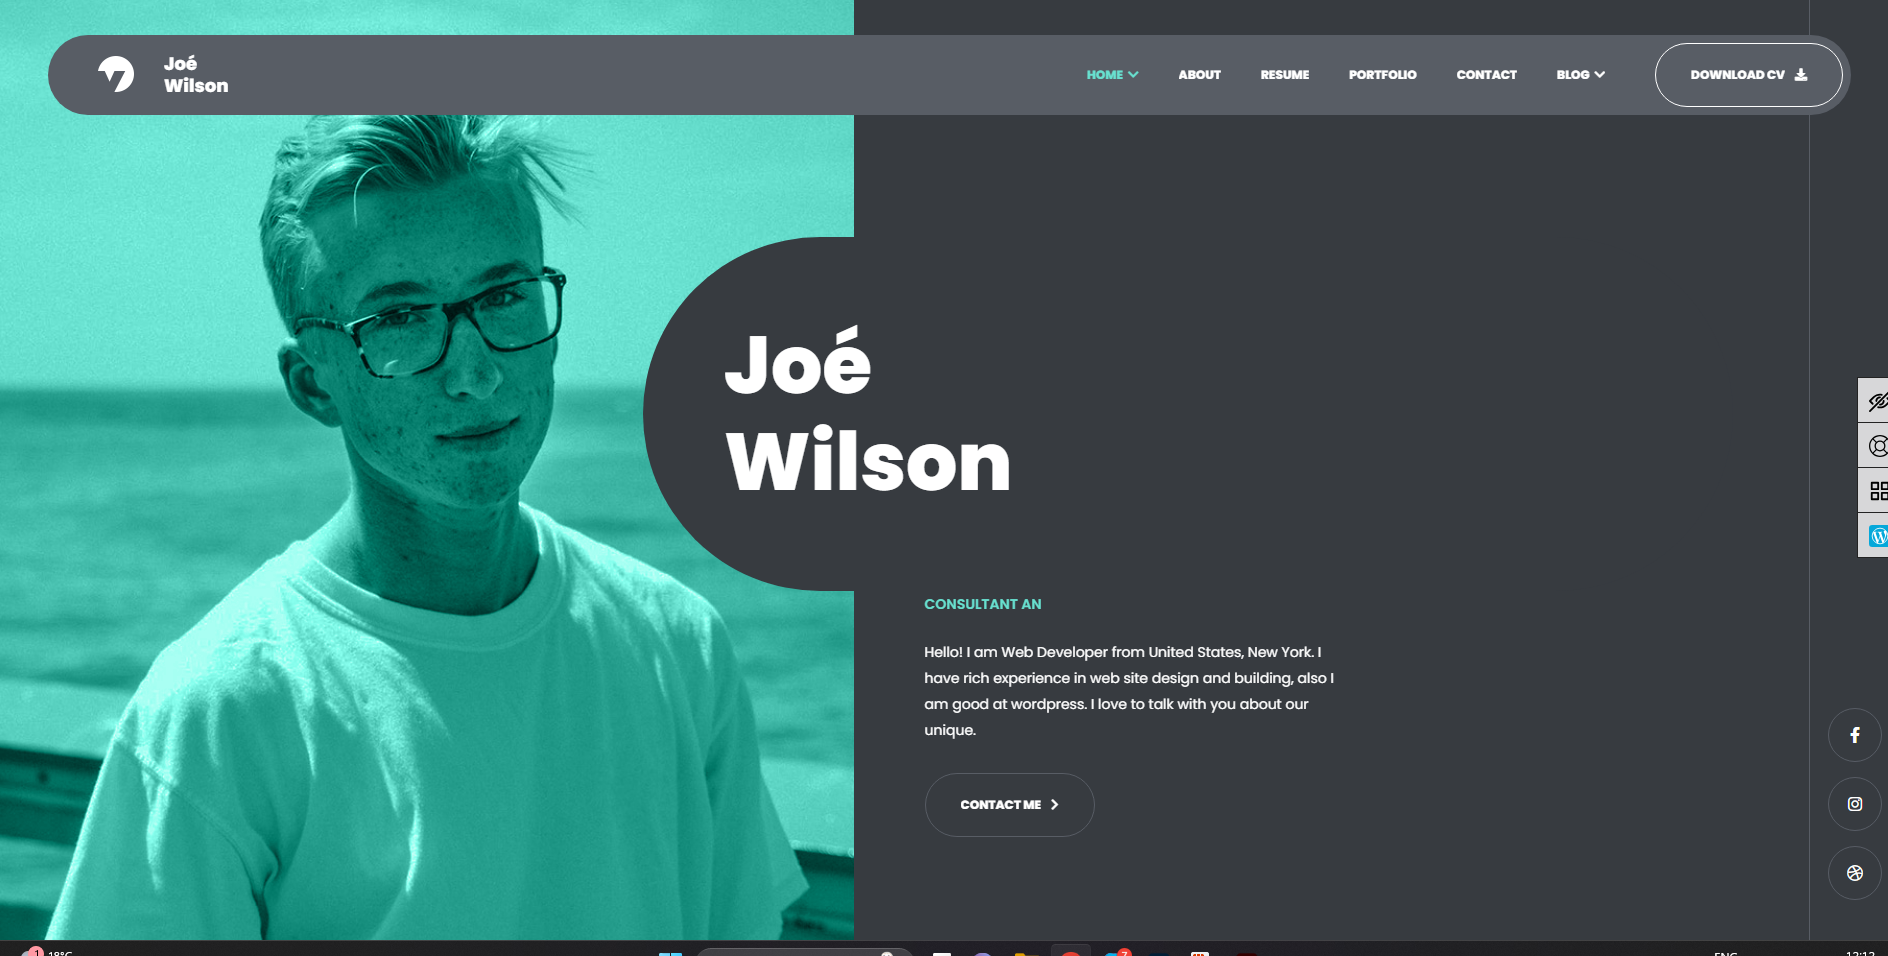 Joé
Wilson
HOME
ABOUT
RESUME
PORTFOLIO
CONTACT
BLOG
DOWNLOAD CV
Joé
Wilson
CONSULTANT AN
Hello! I am Web Developer from United States, New York. I
have rich experience in web site design and building, also I
am good at wordpress. I love to talk with you about our
unique.
CONTACT ME